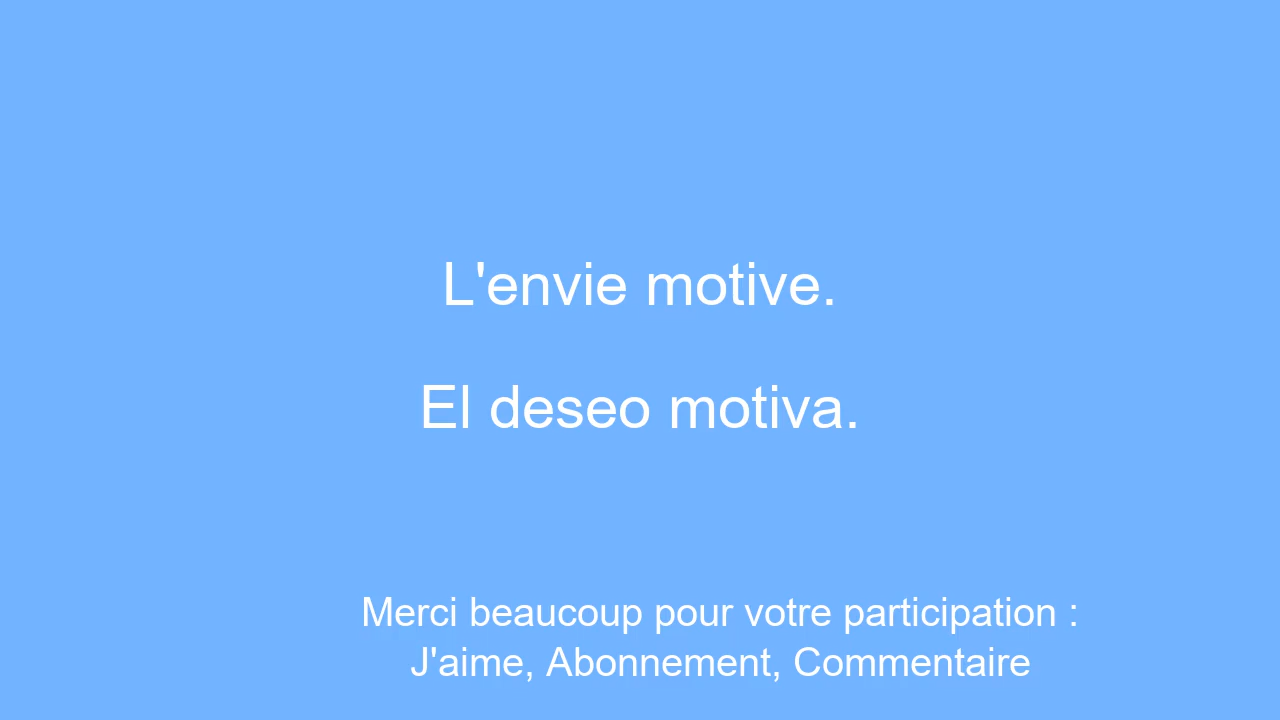 L'envie motive.
El deseo motiva.
Merci beaucoup pour votre participation :
J'aime, Abonnement, Commentaire